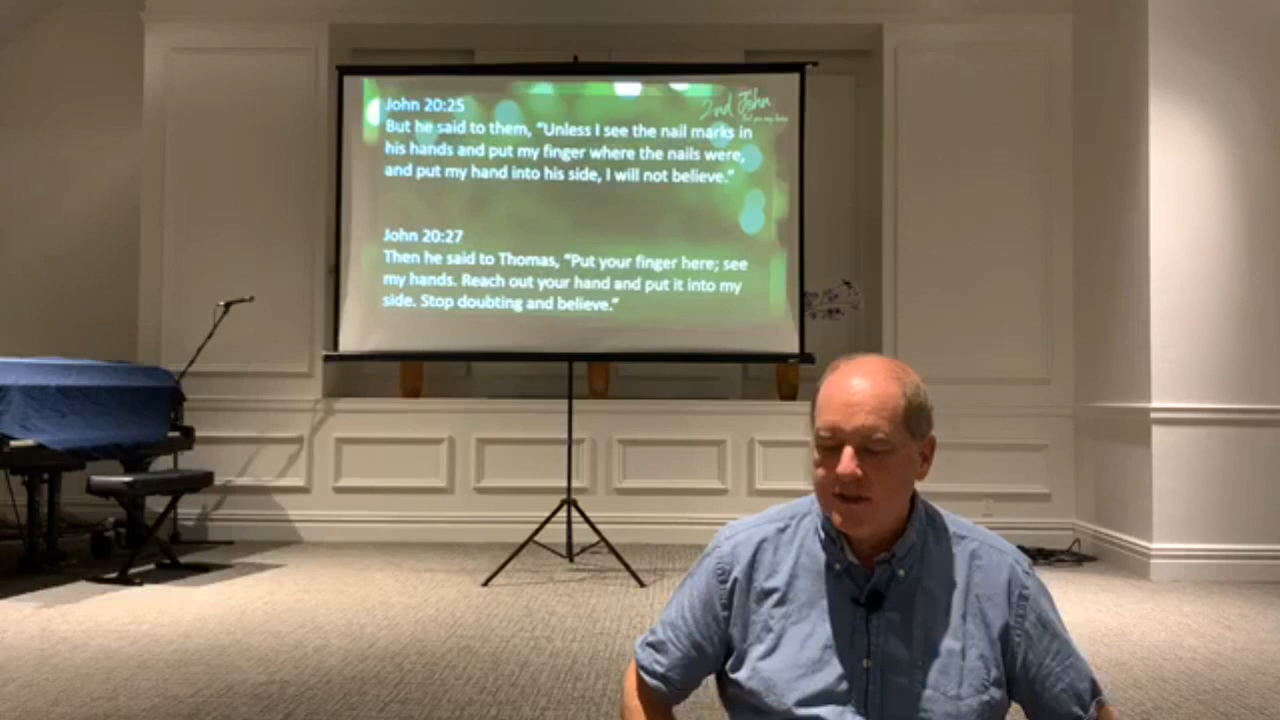 2nd John
John 20:25
But he said to them, “Unless I see the nail marks in
his hands and put my finger where the nails were,
and put my hand into his side, I will not believe.”
John 20:27
Then he said to Thomas, “Put your finger here; see
my hands. Reach out your hand and put it into my
side. Stop doubting and believe.”